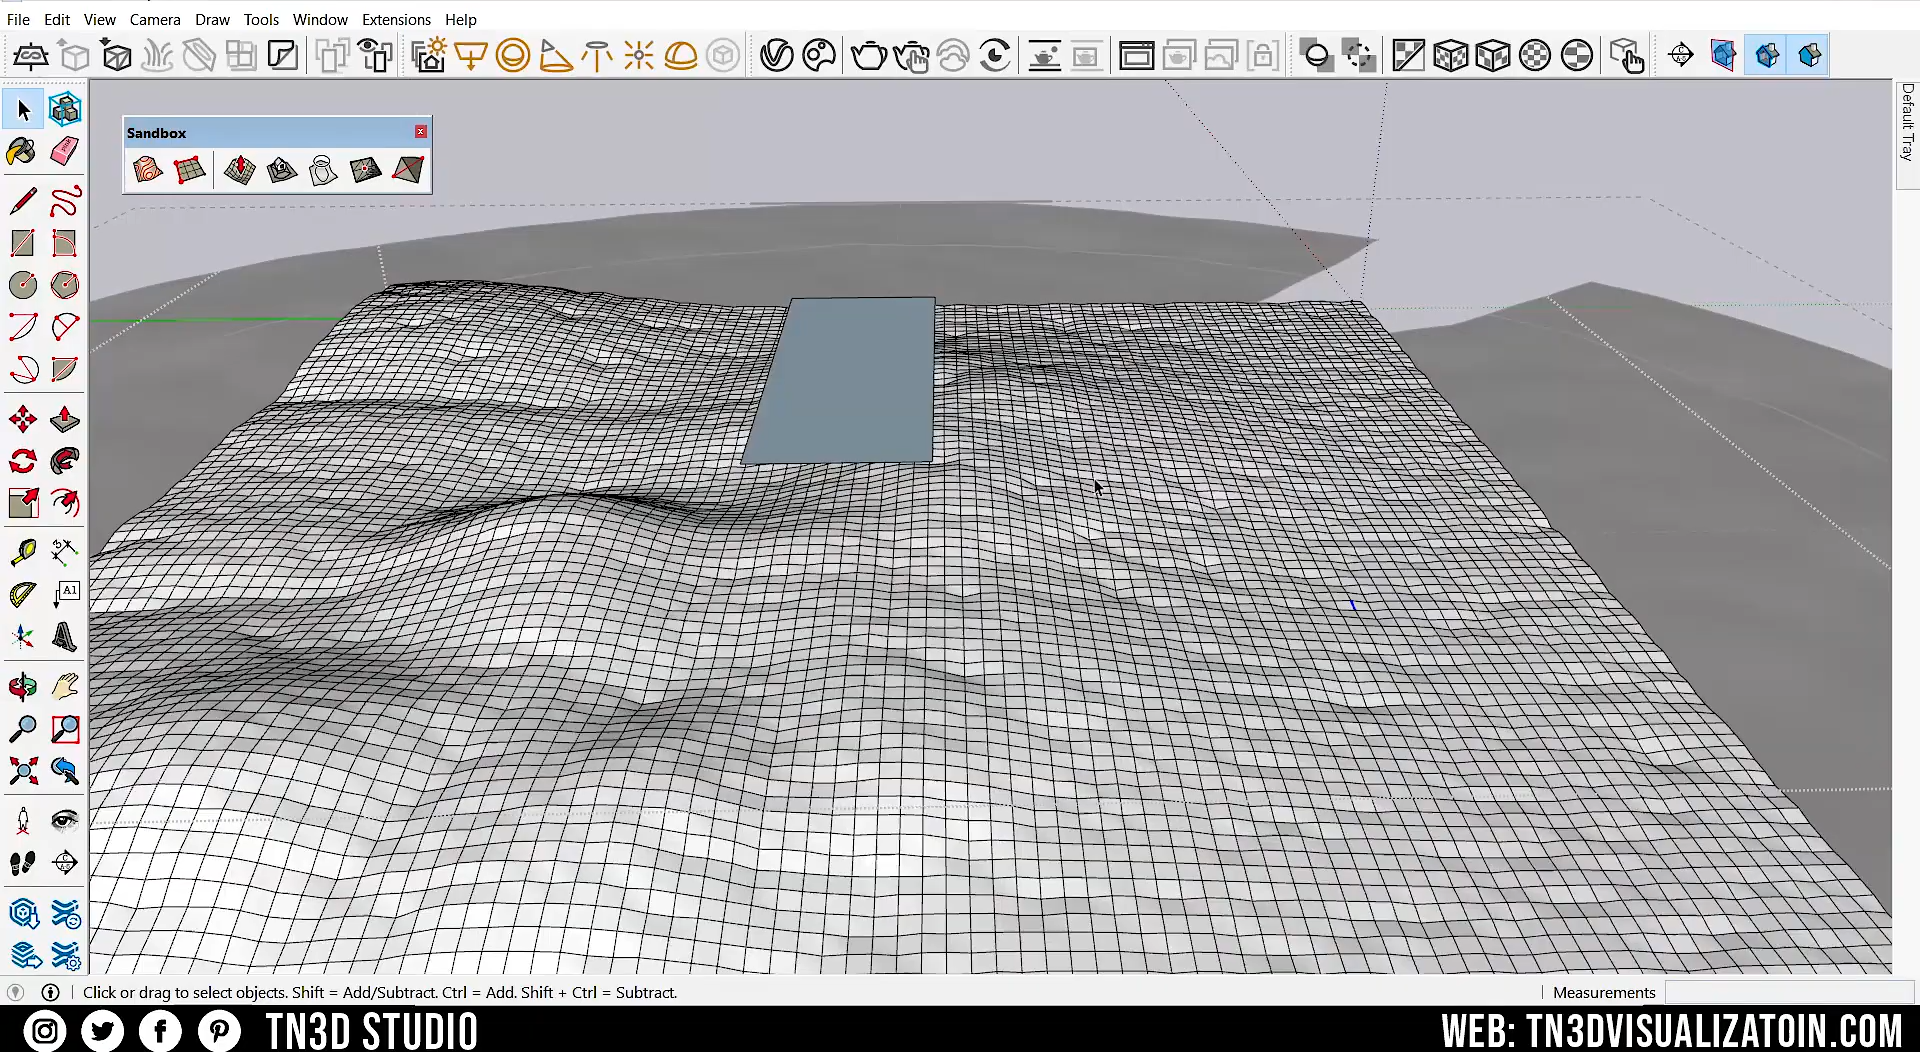 File Edit View Camera Draw Tools Window Extensions Help
Default Tray
Sandbox
A1
Click or drag to select objects. Shift = Add/Subtract. Ctrl = Add. Shift + Ctrl = Subtract.
Measurements
TN3D STUDIO
WEB: TN3DVISUALIZATOIN.COM